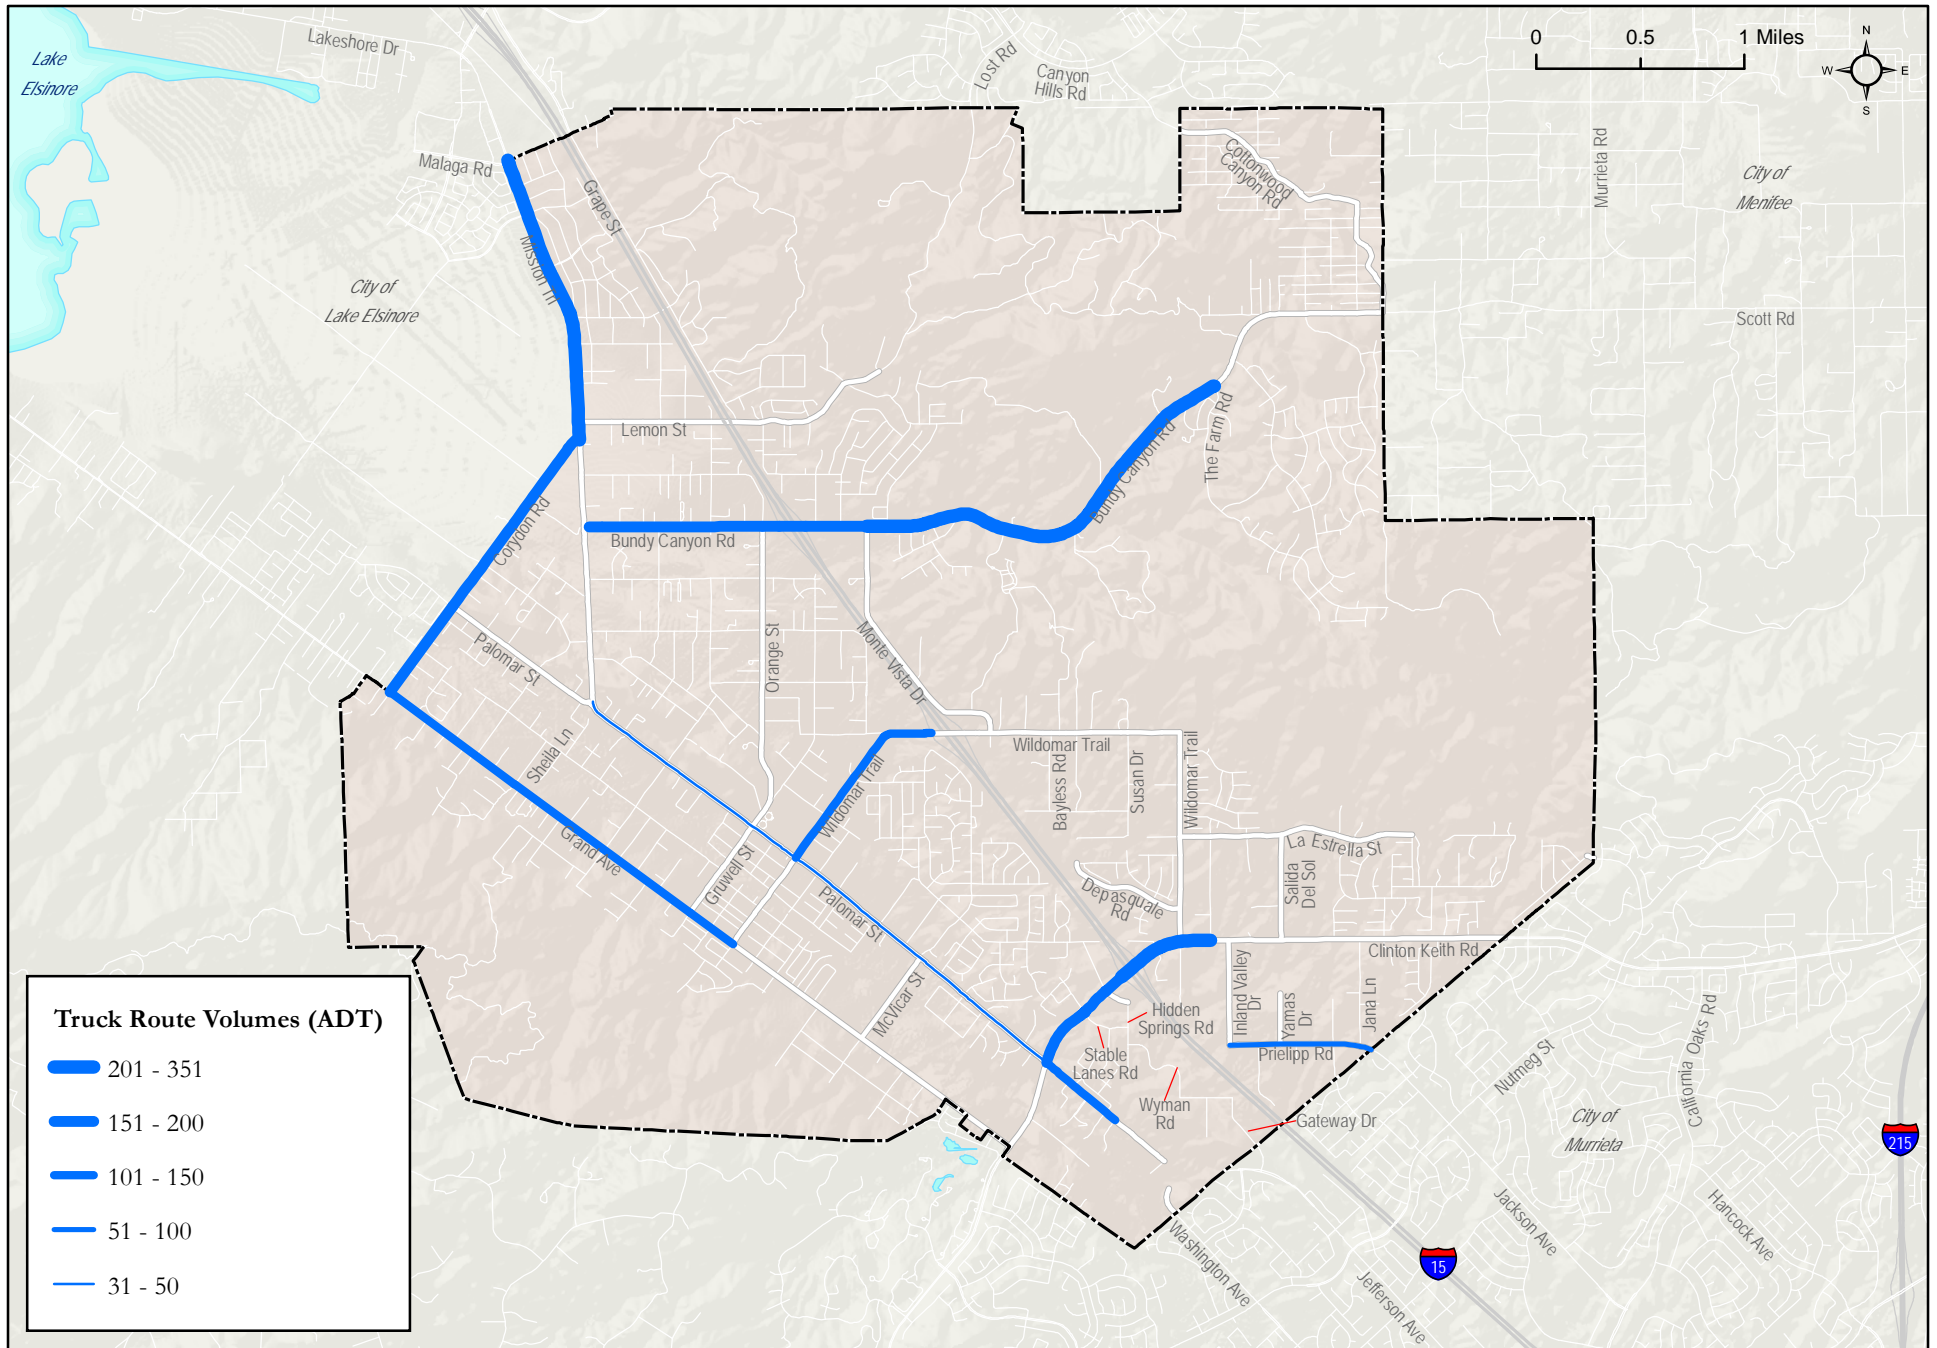 Lakeshore Dr
Lake
Elsinore
Lost Rd
Canyon
Hills Rd
0 0.5 1 Miles
N
W E
S
Malaga Rd
Grape St
Cottonwood
Canyon Rd
Murrieta Rd
City of
Menifee
Mission Trl
City of
Lake Elsinore
Scott Rd
Lemon St
The Farm Rd
Bundy Canyon Rd
Corydon Rd
Bundy Canyon Rd
Palomar St
Orange St
Monte Vista Dr
Sheila Ln
Wildomar Trail
Wildomar Trail
Bayless Rd
Susan Dr
Wildomar Trail
Grand Ave
Gruwell St
La Estrella St
Salida
Del Sol
Depasquale
Rd
Palomar St
Clinton Keith Rd
McVicar St
Inland Valley
Dr
Yamas
Dr
Jana Ln
Hidden
Springs Rd
Stable
Lanes Rd
Prielipp Rd
Wyman
Rd
Gateway Dr
Nutmeg St
California Oaks Rd
City of
Murrieta
215
Washington Ave
Jackson Ave
Hancock Ave
15
Jefferson Ave
Truck Route Volumes (ADT)
201 - 351
151 - 200
101 - 150
51 - 100
31 - 50